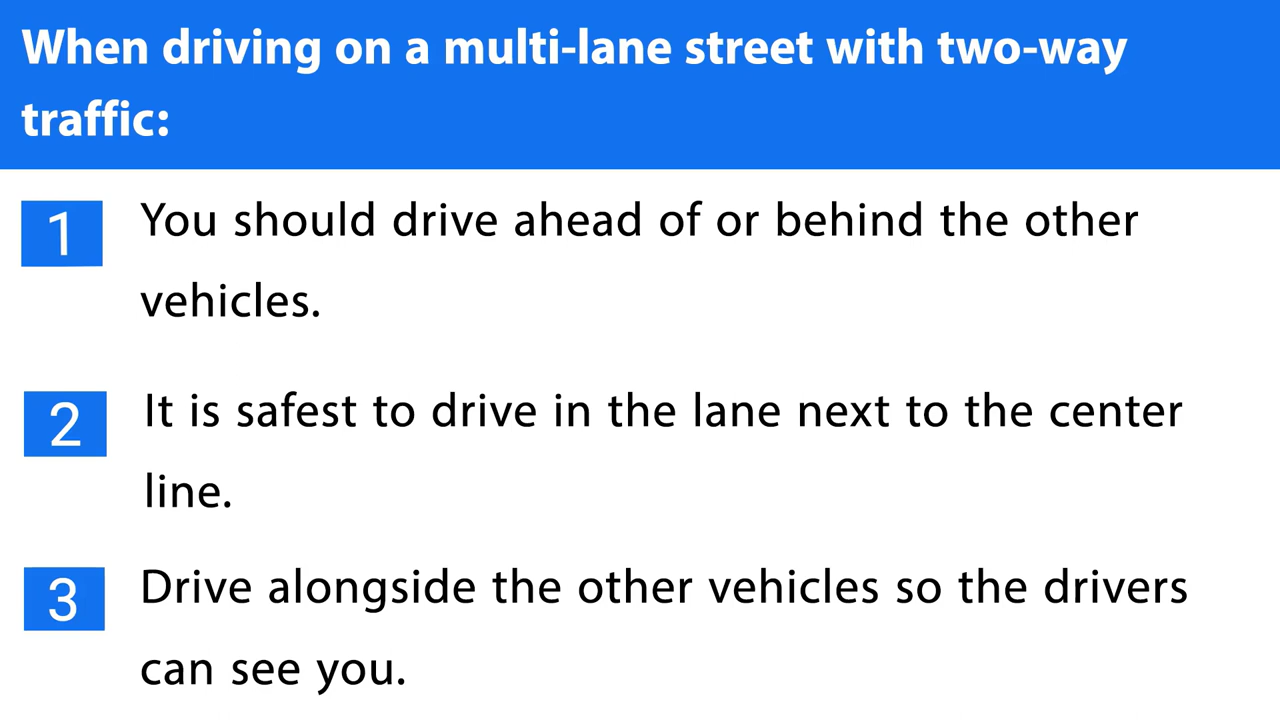 When driving on a multi-lane street with two-way
traffic:
1 You should drive ahead of or behind the other
vehicles.
2 It is safest to drive in the lane next to the center
line.
3 Drive alongside the other vehicles so the drivers
can see you.